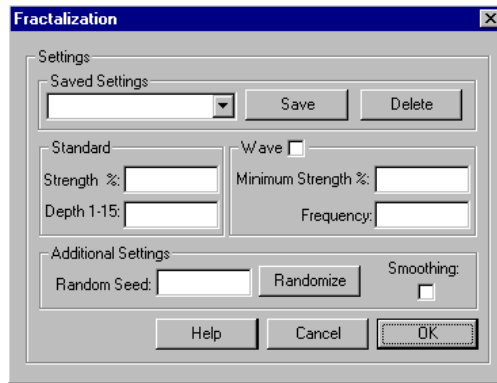 Fractalization
Settings
Saved Settings
Save
Delete
Standard
Wave
Strength %:
Minimum Strength %:
Depth 1-15:
Frequency:
Additional Settings
Random Seed:
Randomize
Smoothing:
Help
Cancel
OK